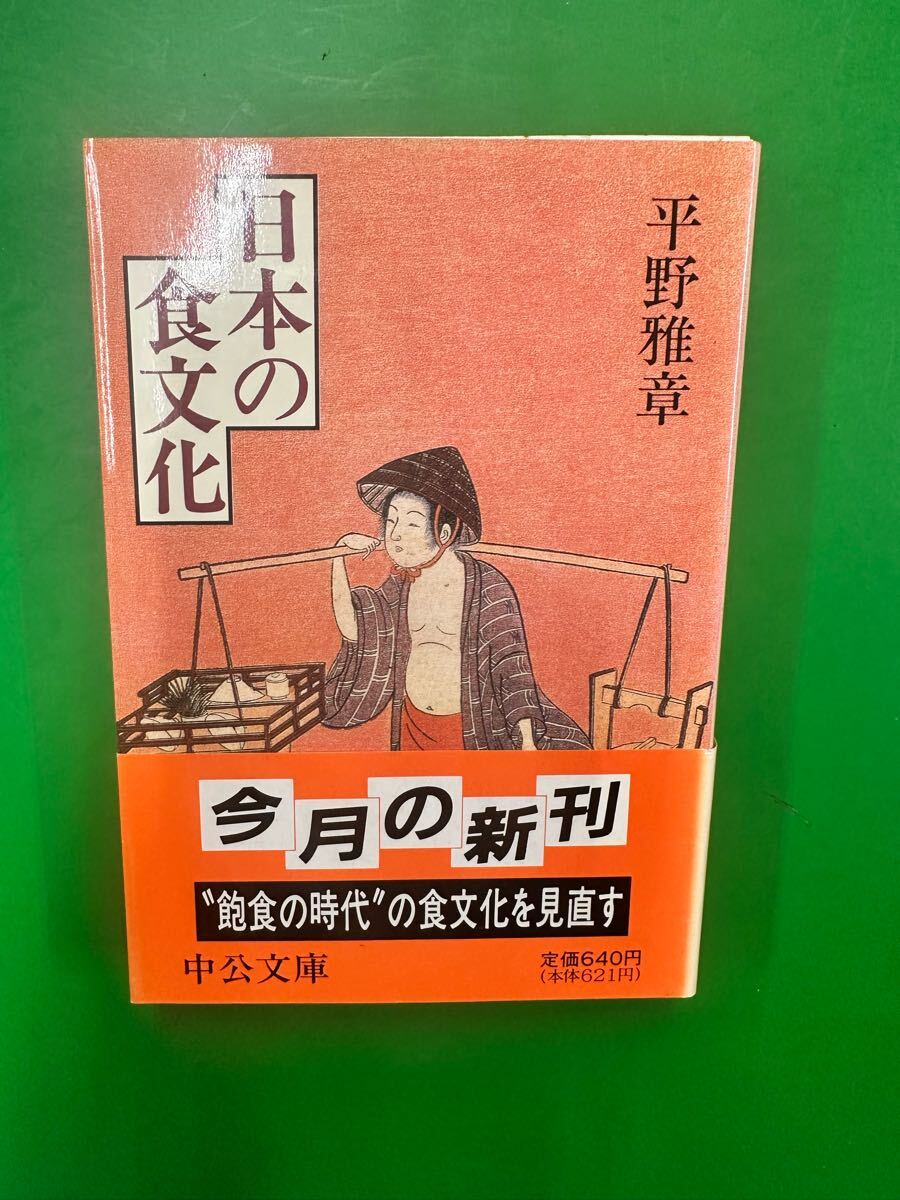 日本の
食文化
平野雅章
今月の新刊
〝飽食の時代〟の食文化を見直す
中公文庫
定価640円
(本体621円)